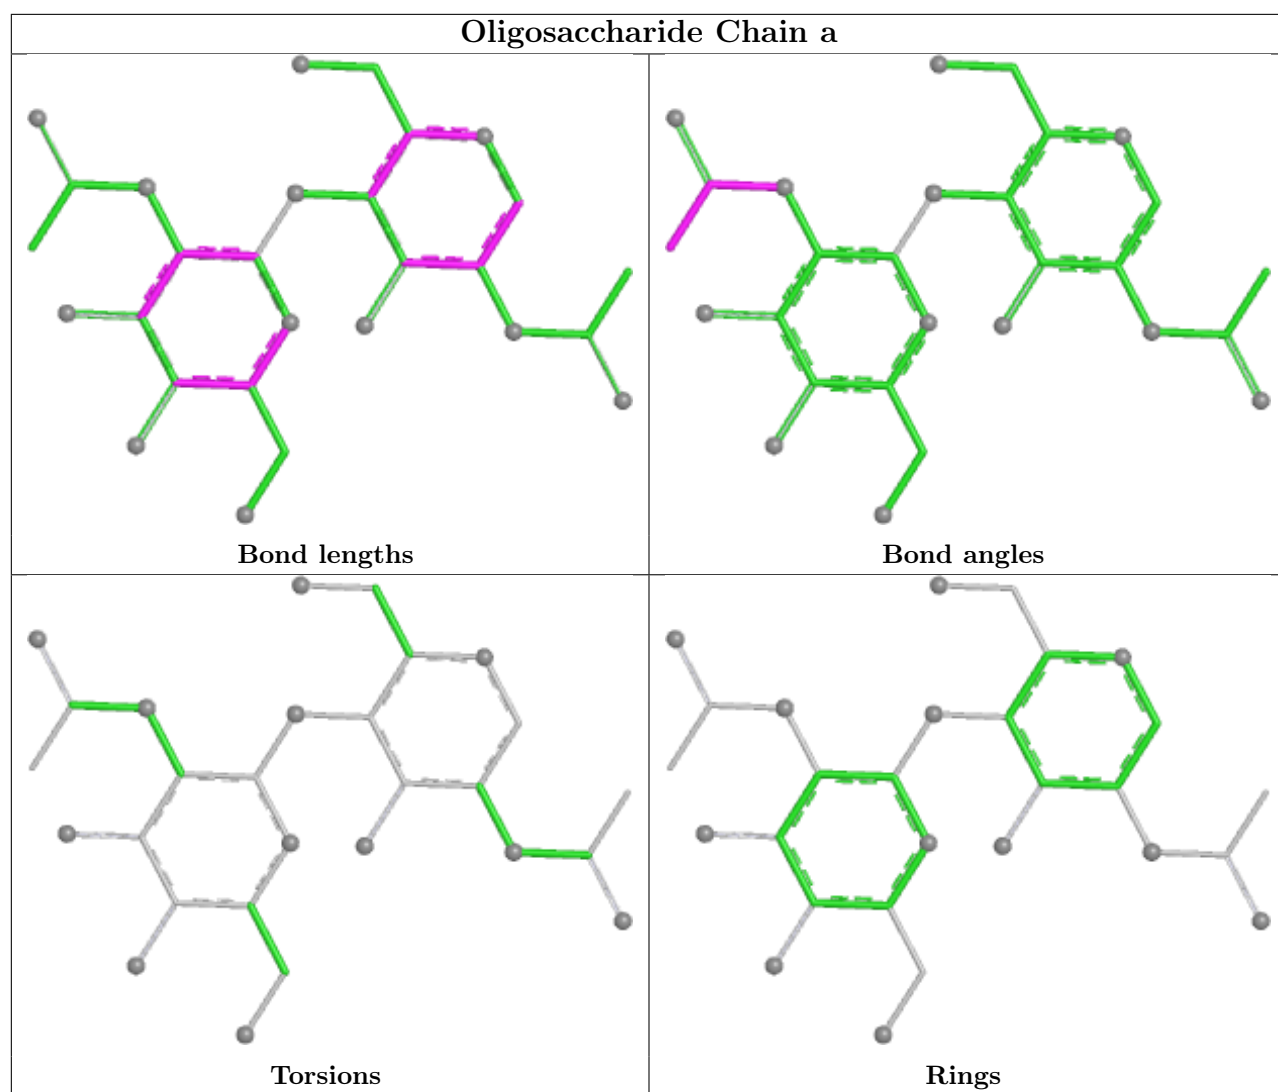 Oligosaccharide Chain a
Bond lengths
Bond angles
Torsions
Rings